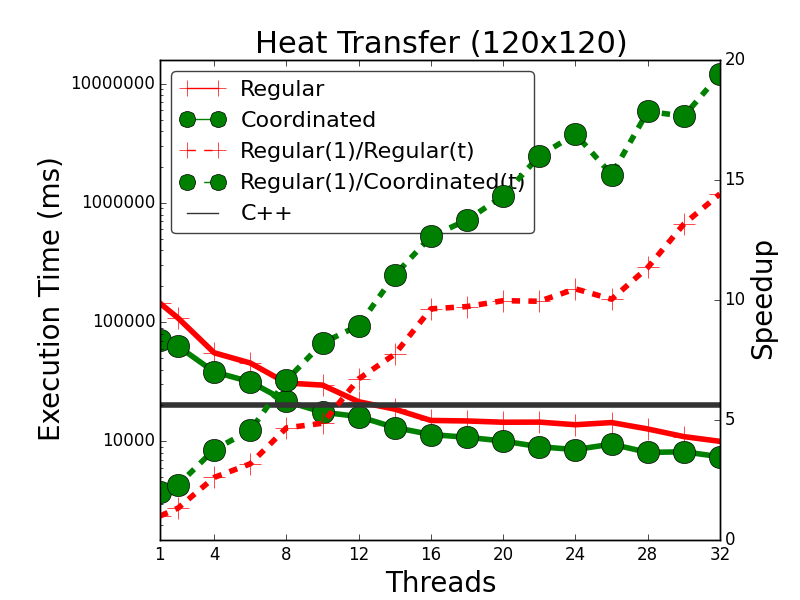 Heat Transfer (120x120)
Regular
Coordinated
Regular(1)/Regular(t)
Regular(1)/Coordinated(t)
C++
Execution Time (ms)
10000000
1000000
100000
10000
Speedup
20
15
10
5
0
1 4 8 12 16 20 24 28 32
Threads